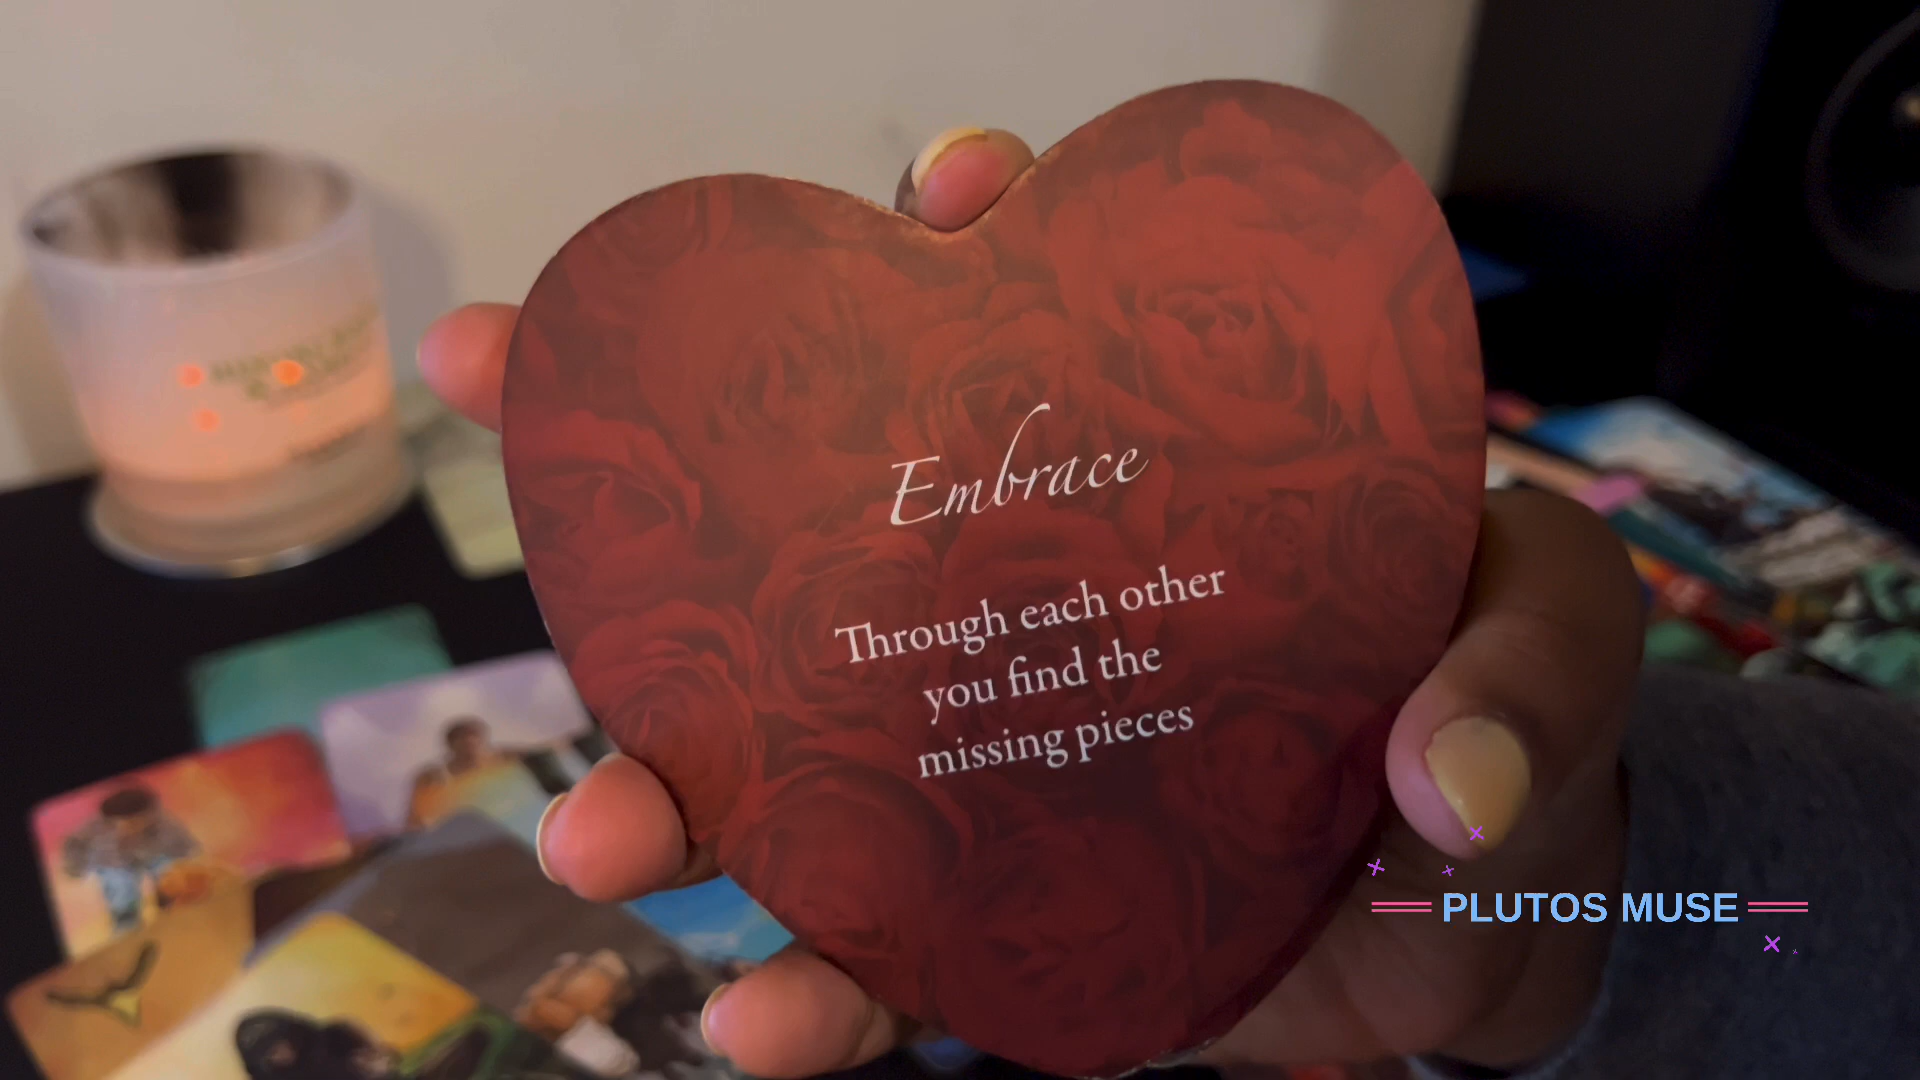 Embrace
Through each other
you find the
missing pieces
PLUTOS MUSE